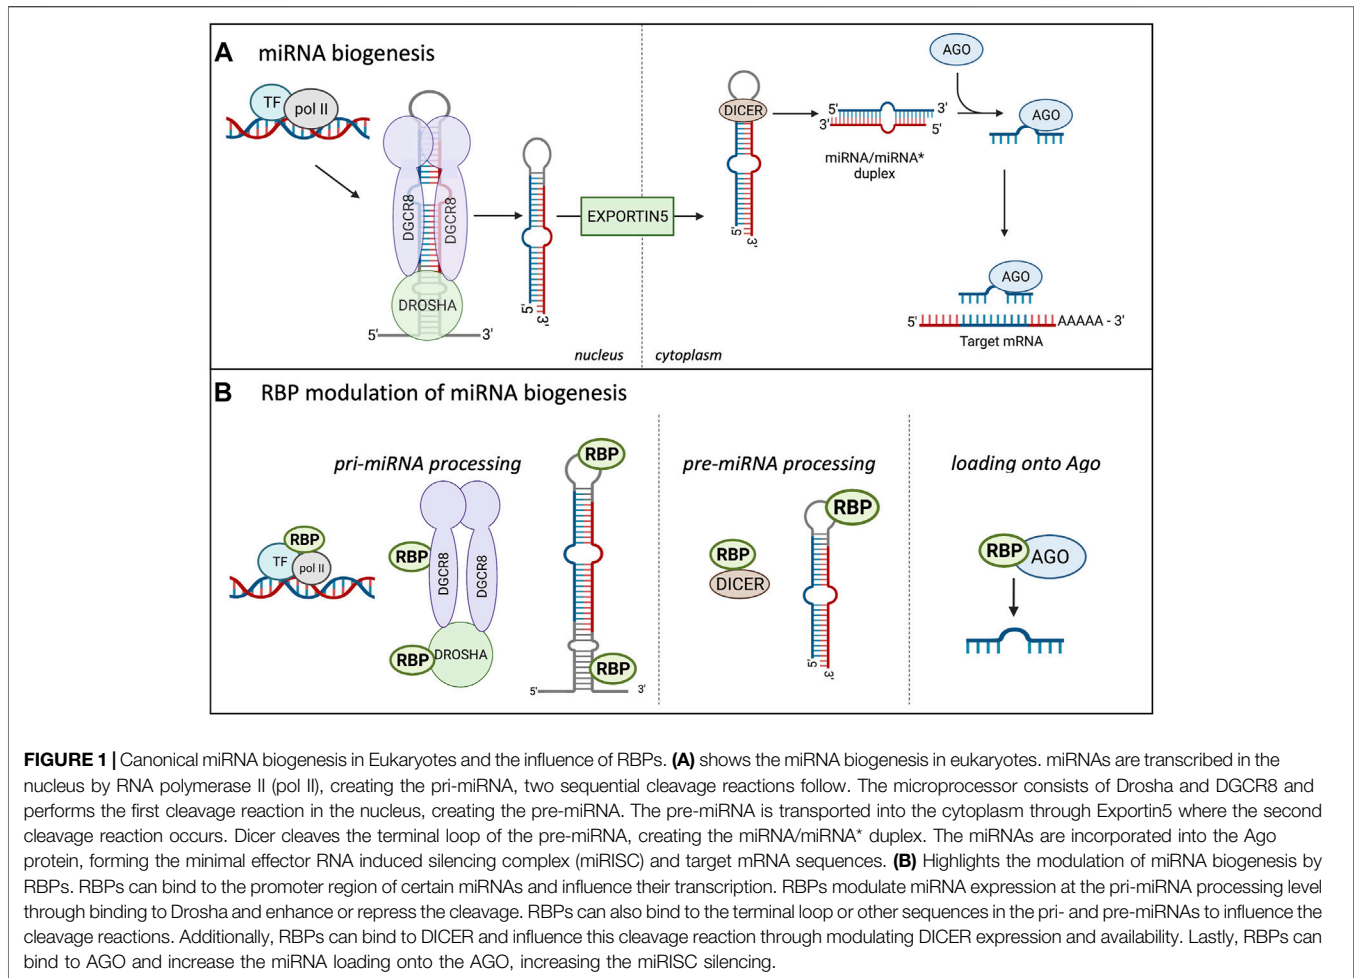 A miRNA biogenesis
TF
pol II
DGCR8
DGCR8
DROSHA
5'
3'
5'
3'
EXPORTIN5
nucleus
cytoplasm
DICER
5'
3'
5'
3'
3'
5'
miRNA/miRNA*
duplex
AGO
AGO
AGO
5'
AAAAA - 3'
Target mRNA
B RBP modulation of miRNA biogenesis
pri-miRNA processing
RBP
TF
pol II
RBP
DGCR8
DGCR8
RBP
DROSHA
RBP
RBP
5'
3'
pre-miRNA processing
RBP
DICER
RBP
5'
3'
loading onto Ago
RBP
AGO
FIGURE 1 | Canonical miRNA biogenesis in Eukaryotes and the influence of RBPs. (A) shows the miRNA biogenesis in eukaryotes. miRNAs are transcribed in the
nucleus by RNA polymerase II (pol II), creating the pri-miRNA, two sequential cleavage reactions follow. The microprocessor consists of Drosha and DGCR8 and
performs the first cleavage reaction in the nucleus, creating the pre-miRNA. The pre-miRNA is transported into the cytoplasm through Exportin5 where the second
cleavage reaction occurs. Dicer cleaves the terminal loop of the pre-miRNA, creating the miRNA/miRNA* duplex. The miRNAs are incorporated into the Ago
protein, forming the minimal effector RNA induced silencing complex (miRISC) and target mRNA sequences. (B) Highlights the modulation of miRNA biogenesis by
RBPs. RBPs can bind to the promoter region of certain miRNAs and influence their transcription. RBPs modulate miRNA expression at the pri-miRNA processing level
through binding to Drosha and enhance or repress the cleavage. RBPs can also bind to the terminal loop or other sequences in the pri- and pre-miRNAs to influence the
cleavage reactions. Additionally, RBPs can bind to DICER and influence this cleavage reaction through modulating DICER expression and availability. Lastly, RBPs can
bind to AGO and increase the miRNA loading onto the AGO, increasing the miRISC silencing.